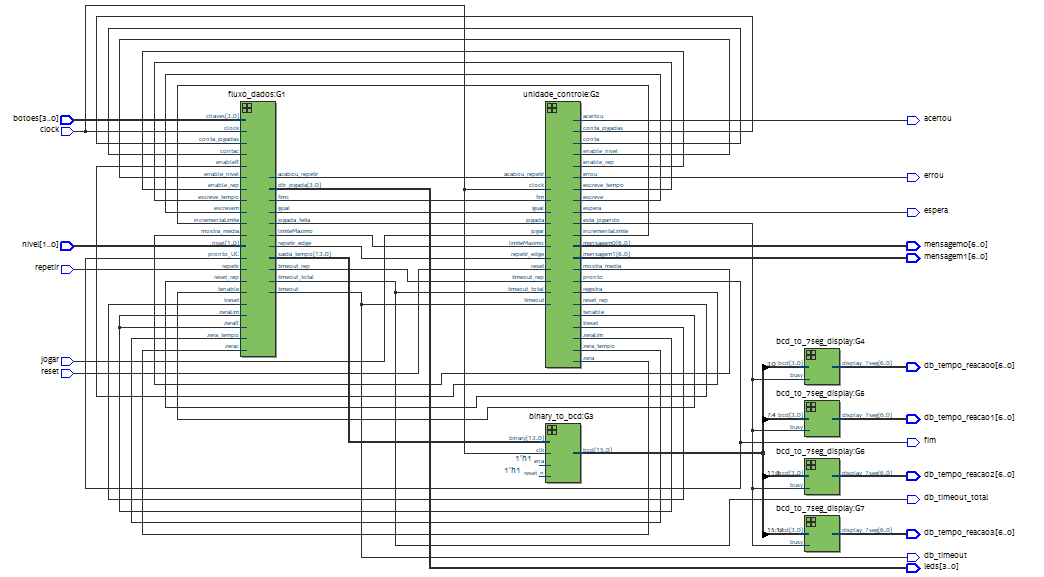 fluxo_dados:G1
unidade_controle:G2
botoes[3..0]
clock
nivel[1..0]
repetir
jogar
reset
chaves[3.0]
clock
conta_jogadas
contac
enableR
enable_nivel
enable_rep
escreve_tempo
escrevem
incrementalimite
mostra_media
nivel[1.0]
pronto_UC
repetir
reset_rep
tenable
treset
zeraLim
zeraR
zera_tempo
zerac
acabou_repetir
db_jogada[3.0]
fimc
igual
jogada_feita
limiteMaximo
repetir_edge
saida_tempo[13.0]
timeout_rep
timeout_total
timeout
acabou_repetir
clock
fim
igual
jogada
jogar
limiteMaximo
repetir_edge
reset
timeout_rep
timeout_total
timeout
acertou
conta_jogadas
conta
enable_nivel
enable_rep
errou
escreve_tempo
escreve
espera
esta_jogando
incrementaLimite
mensagem0[6.0]
mensagem1[6.0]
mostra_media
pronto
registra
reset_rep
tenable
treset
zeraLim
zera_tempo
zera
binary_to_bcd:G3
binary[13.0]
clk
1'h1 ena
1'h1 reset_n
bcd[15.0]
bcd_to_7seg_display:G4
3:0 bcd[3.0]
busy
display_7seg[6.0]
bcd_to_7seg_display:G5
7:4 bcd[3.0]
busy
display_7seg[6.0]
bcd_to_7seg_display:G6
11:8 bcd[3.0]
busy
display_7seg[6.0]
bcd_to_7seg_display:G7
15:12 bcd[3.0]
busy
display_7seg[6.0]
acertou
errou
espera
mensagem0[6..0]
mensagem1[6..0]
db_tempo_reacao0[6..0]
db_tempo_reacao1[6..0]
fim
db_tempo_reacao2[6..0]
db_timeout_total
db_tempo_reacao3[6..0]
db_timeout
leds[3..0]